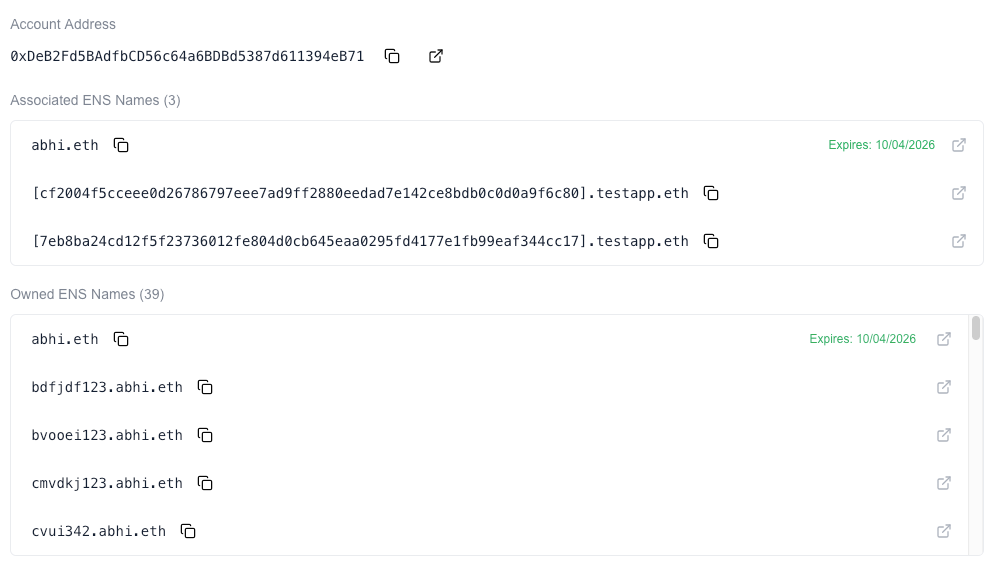 Account Address
0xDeB2Fd5BAdfbCD56c64a6BDBd5387d611394eB71
Associated ENS Names (3)
abhi.eth Expires: 10/04/2026
[cf2004f5cceee0d26786797eee7ad9ff2880eedad7e142ce8bdb0c0d0a9f6c80].testapp.eth
[7eb8ba24cd12f5f23736012fe804d0cb645eaa0295fd4177e1fb99eaf344cc17].testapp.eth
Owned ENS Names (39)
abhi.eth Expires: 10/04/2026
bdfjdf123.abhi.eth
bvooei123.abhi.eth
cmvdkj123.abhi.eth
cvui342.abhi.eth